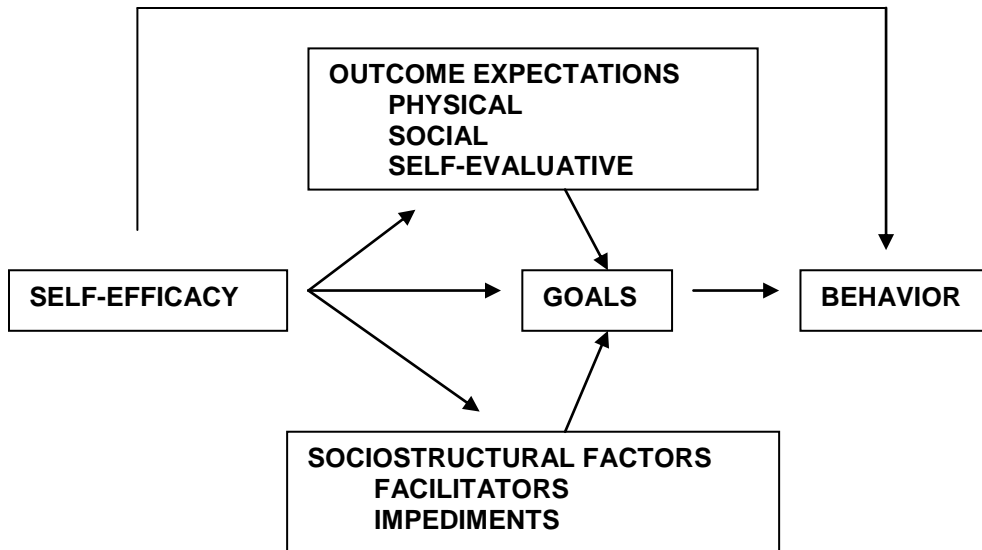 OUTCOME EXPECTATIONS
PHYSICAL
SOCIAL
SELF-EVALUATIVE
SELF-EFFICACY
GOALS
BEHAVIOR
SOCIOSTRUCTURAL FACTORS
FACILITATORS
IMPEDIMENTS